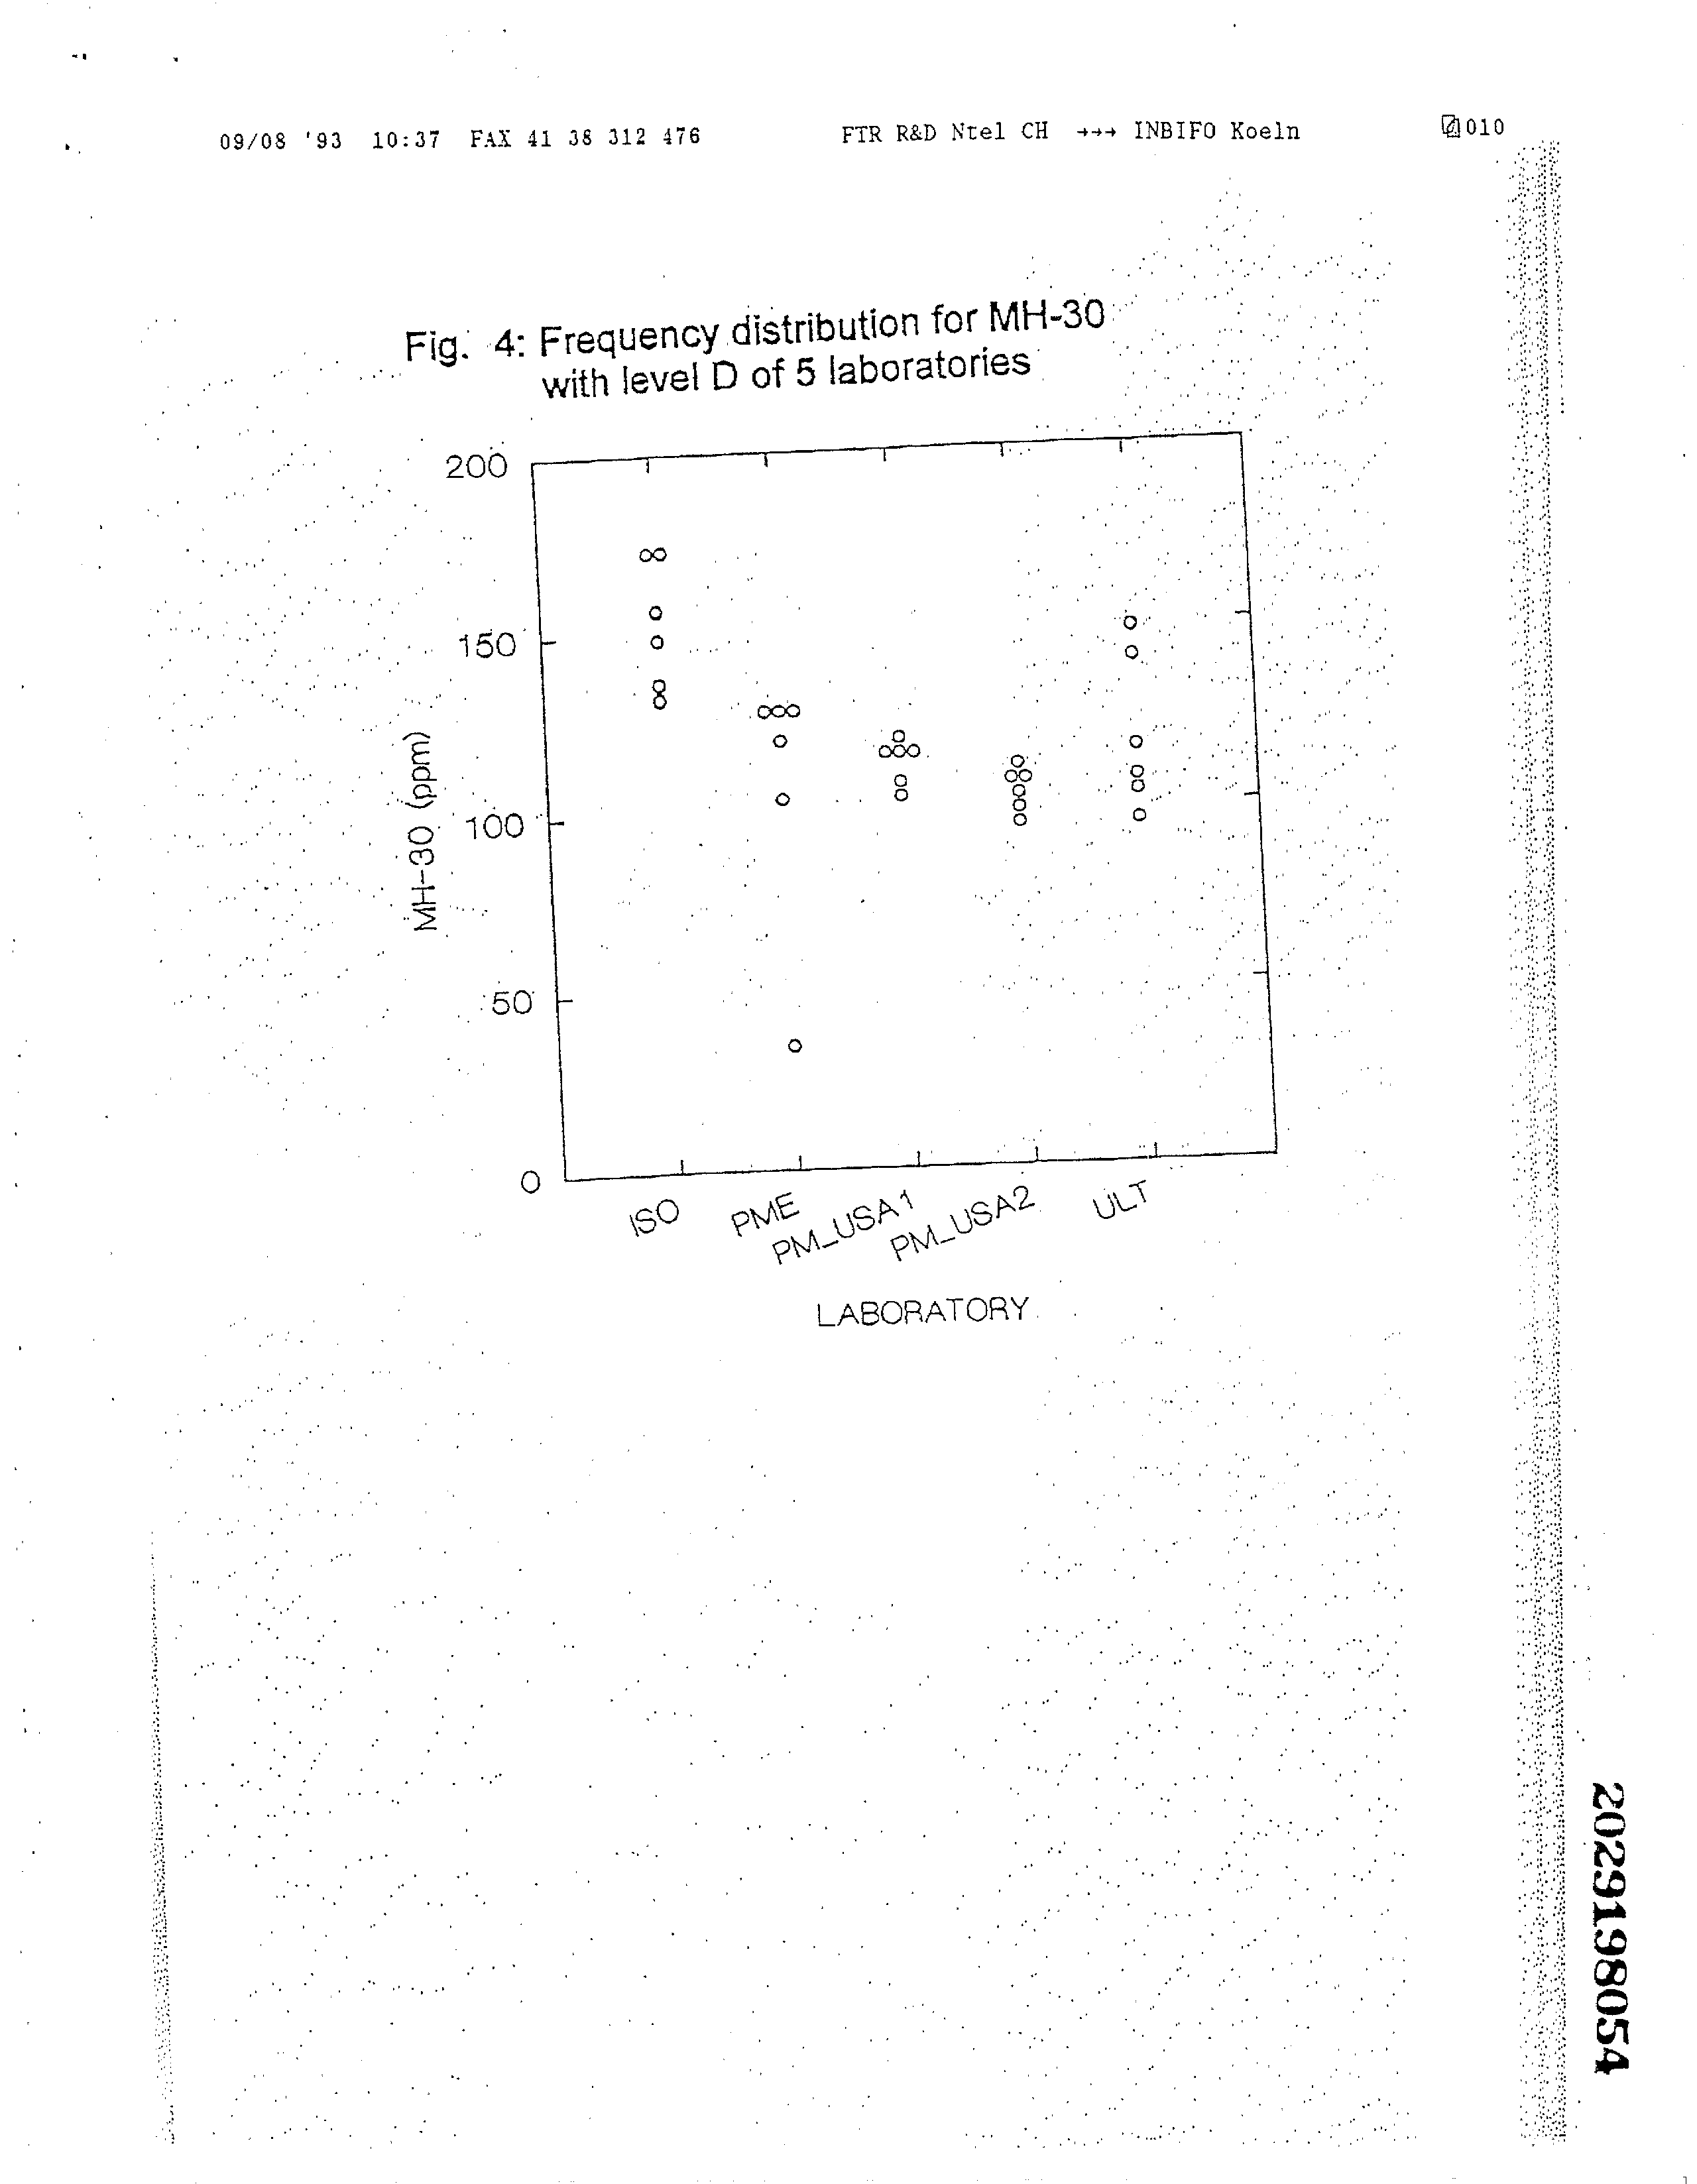 09/08 '93 10:37 FAX 41 38 312 476 FTR R&D Ntel CH →→→ INBIFO Koeln 010
Fig. 4: Frequency distribution for MH-30
with level D of 5 laboratories
200
150
100
50
0
MH-30 (ppm)
ISO
PME
PM_USA1
PM_USA2
ULT
LABORATORY
2029198054